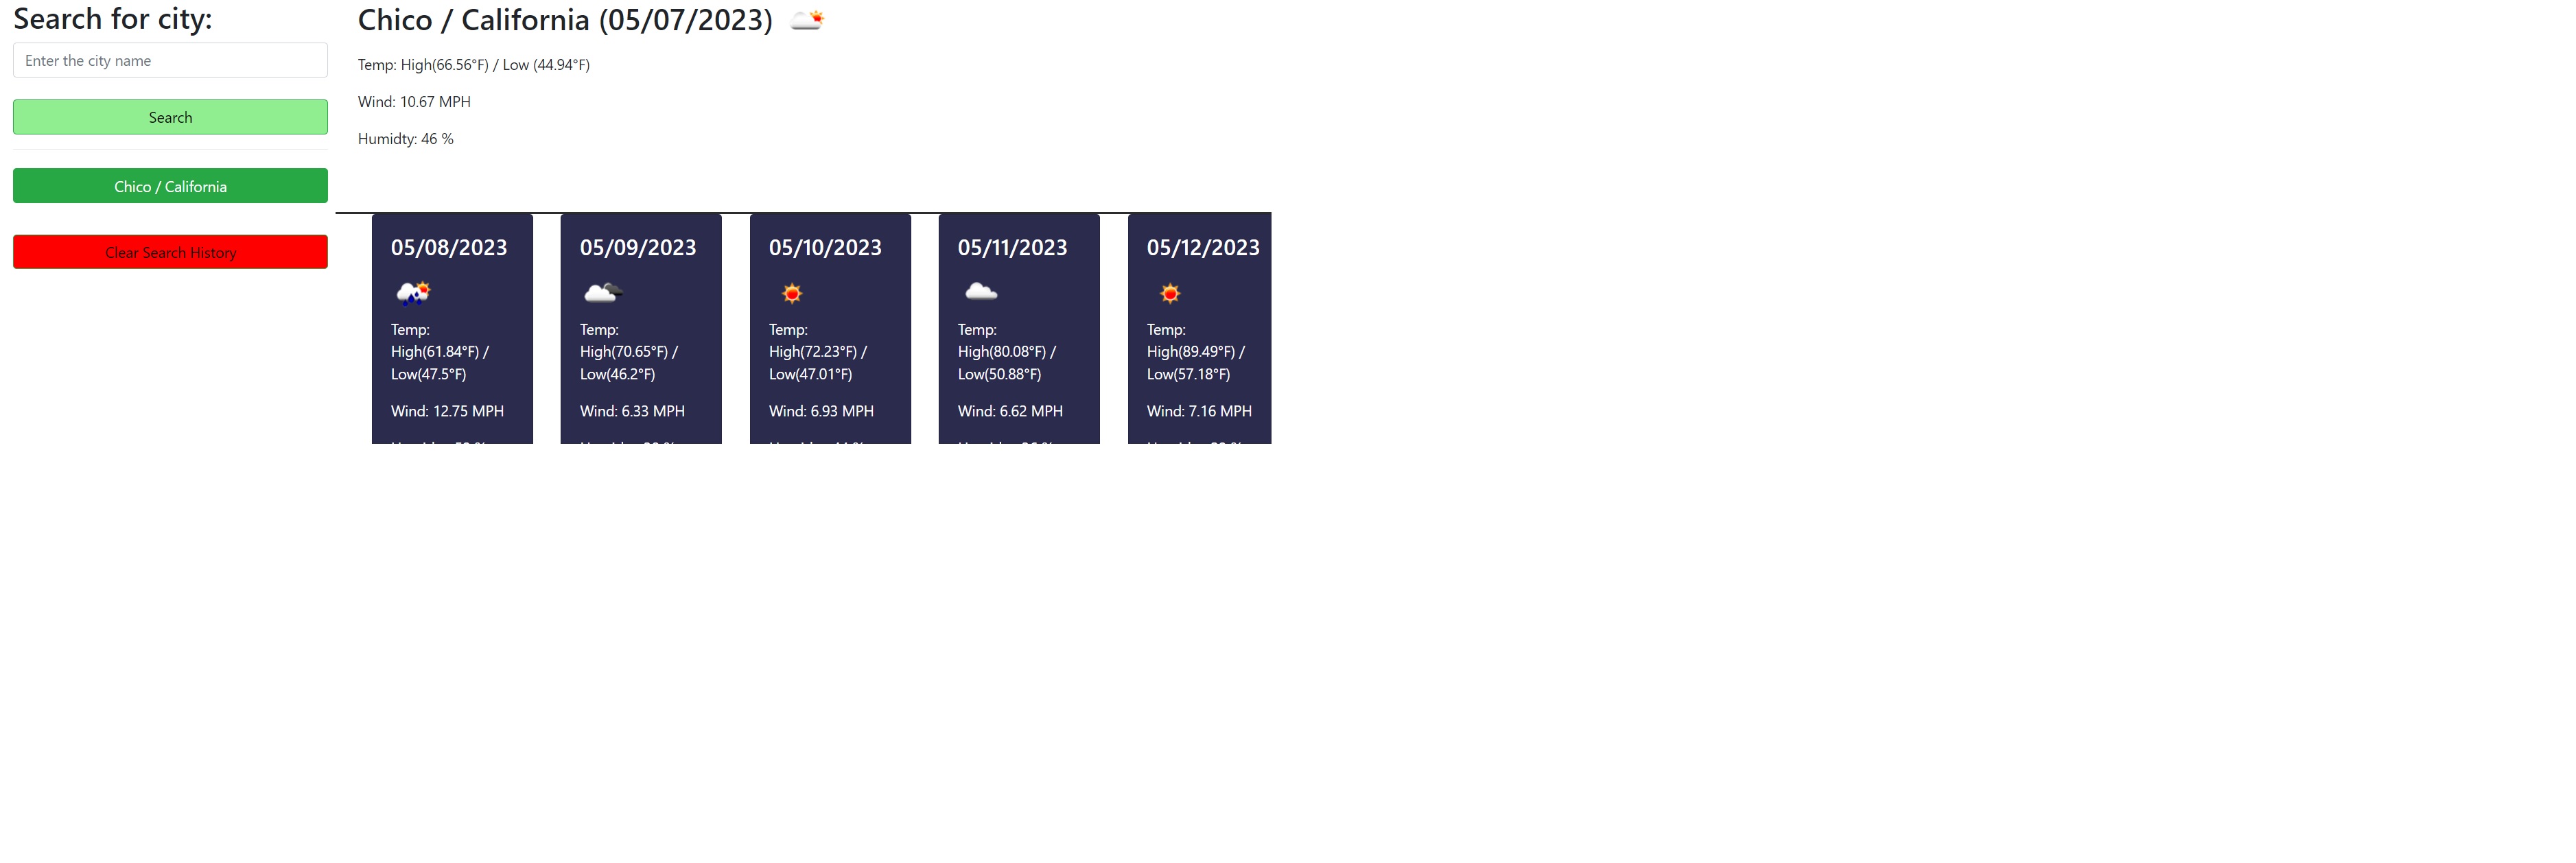 Search for city:
Enter the city name
Search
Chico / California
Clear Search History
Chico / California (05/07/2023)
Temp: High(66.56°F) / Low (44.94°F)
Wind: 10.67 MPH
Humidty: 46 %
05/08/2023
Temp:
High(61.84°F) /
Low(47.5°F)
Wind: 12.75 MPH
05/09/2023
Temp:
High(70.65°F) /
Low(46.2°F)
Wind: 6.33 MPH
05/10/2023
Temp:
High(72.23°F) /
Low(47.01°F)
Wind: 6.93 MPH
05/11/2023
Temp:
High(80.08°F) /
Low(50.88°F)
Wind: 6.62 MPH
05/12/2023
Temp:
High(89.49°F) /
Low(57.18°F)
Wind: 7.16 MPH